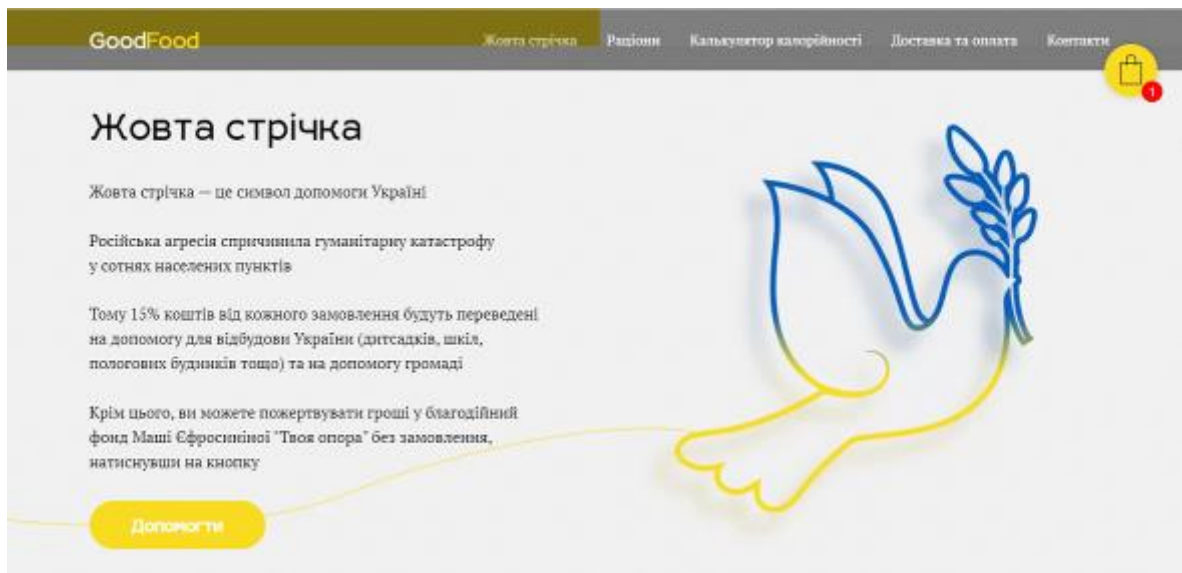 GoodFood
Жовта стрічка Раціони Калькулятор калорійності Доставка та оплата Контакти
1
Жовта стрічка
Жовта стрічка — це символ допомоги Україні
Російська агресія спричинила гуманітарну катастрофу
у сотнях населених пунктів
Тому 15% коштів від кожного замовлення будуть переведені
на допомогу для відбудови України (дитсадків, шкіл,
пологових будинків тощо) та на допомогу громаді
Крім цього, ви можете пожертвувати гроші у благодійний
фонд Маші Єфросиніної "Твоя опора" без замовлення,
натиснувши на кнопку
Допомогти